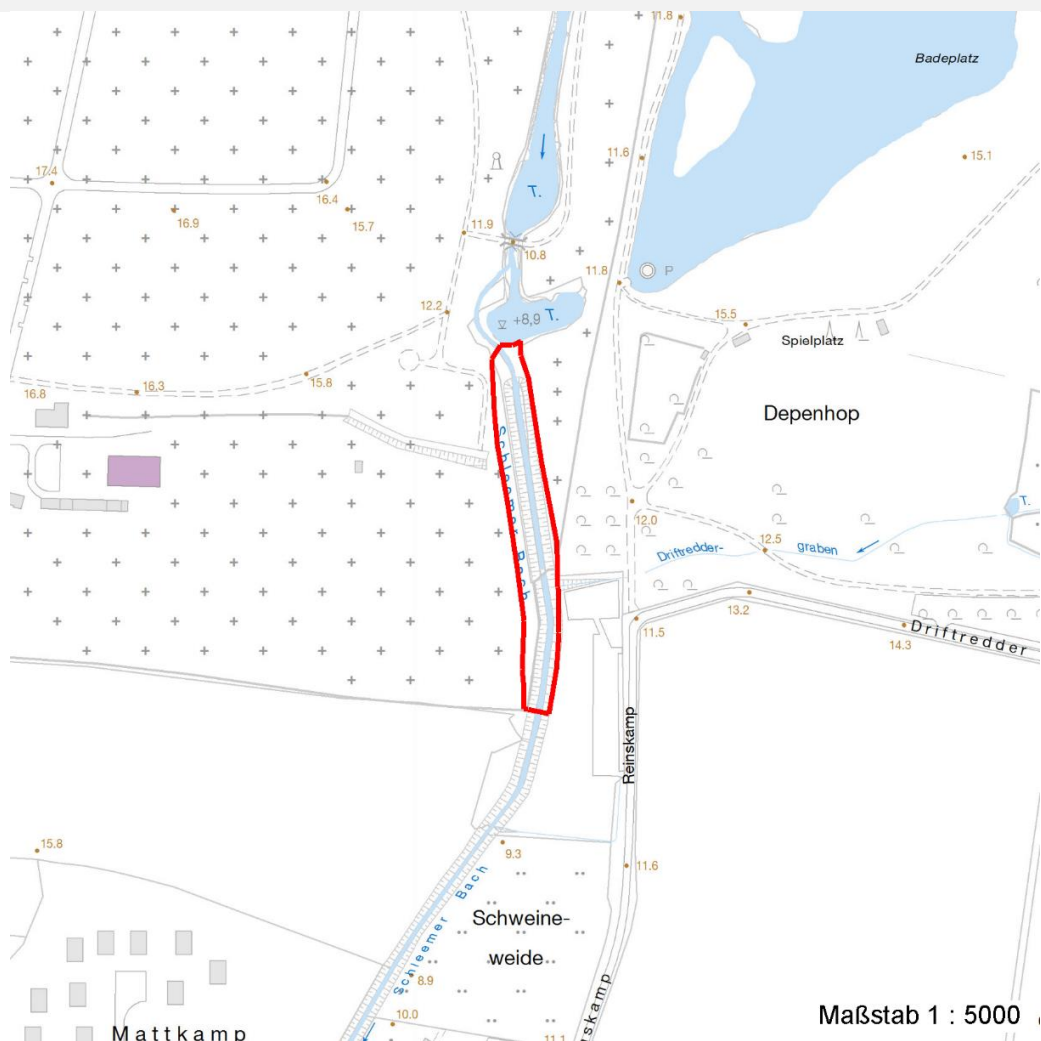 11.8
Badeplatz
11.6
15.1
17.4
16.4
T.
16.9
15.7
11.9
10.8
11.8
P
12.2
+8,9
T.
15.5
Spielplatz
15.8
16.3
16.8
Depenhop
Schleemer Bach
12.0
T.
12.5
Driftredder-
graben
13.2
11.5
14.3
Driftredder
Reinskamp
15.8
9.3
11.6
Schleemer Bach
Schweine-
weide
8.9
10.0
skamp
11.1
Mattkamp
Maßstab 1 : 5000